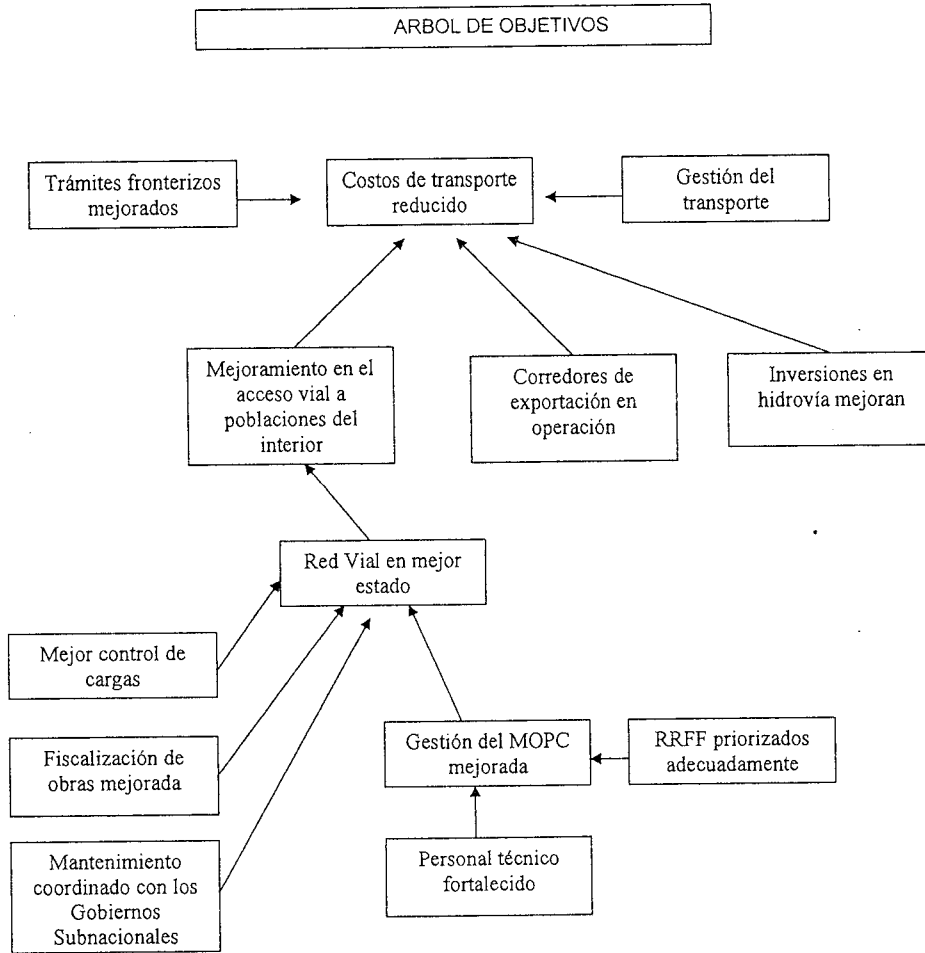 ARBOL DE OBJETIVOS
Trámites fronterizos
mejorados
Costos de transporte
reducido
Gestión del
transporte
Mejoramiento en el
acceso vial a
poblaciones del
interior
Corredores de
exportación en
operación
Inversiones en
hidrovía mejoran
Red Vial en mejor
estado
Mejor control de
cargas
Fiscalización de
obras mejorada
Gestión del MOPC
mejorada
RRFF priorizados
adecuadamente
Mantenimiento
coordinado con los
Gobiernos
Subnacionales
Personal técnico
fortalecido